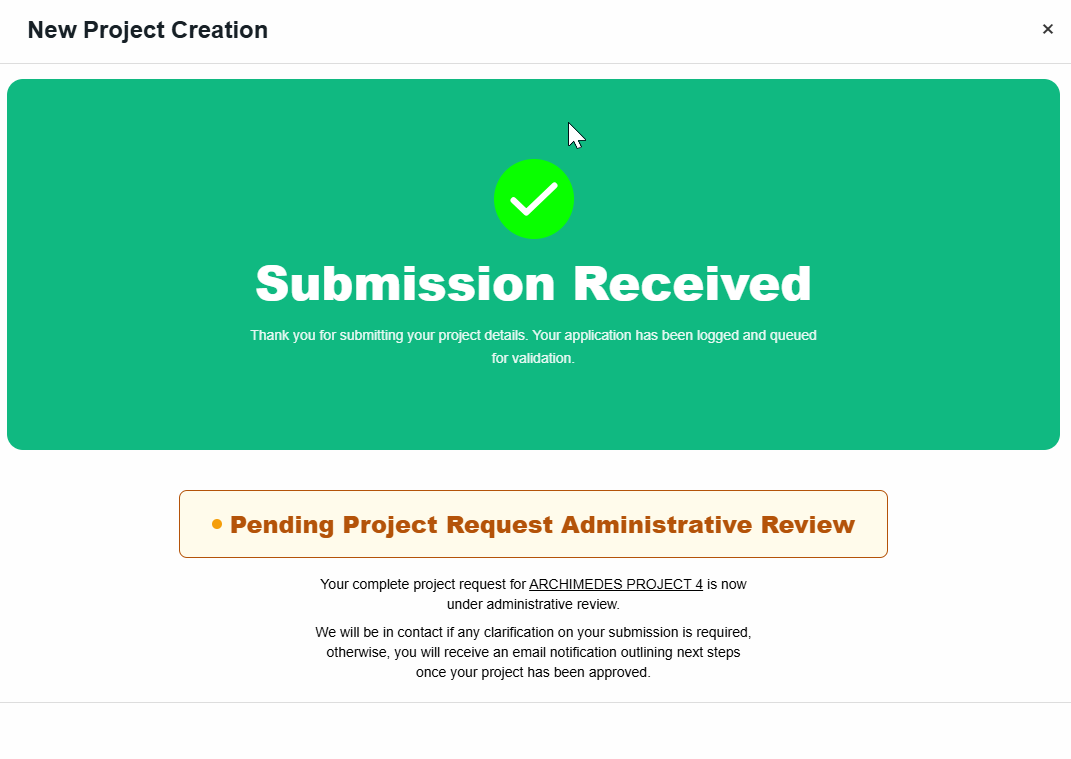 New Project Creation
Submission Received
Thank you for submitting your project details. Your application has been logged and queued
for validation.
Pending Project Request Administrative Review
Your complete project request for ARCHIMEDES PROJECT 4 is now
under administrative review.
We will be in contact if any clarification on your submission is required,
otherwise, you will receive an email notification outlining next steps
once your project has been approved.